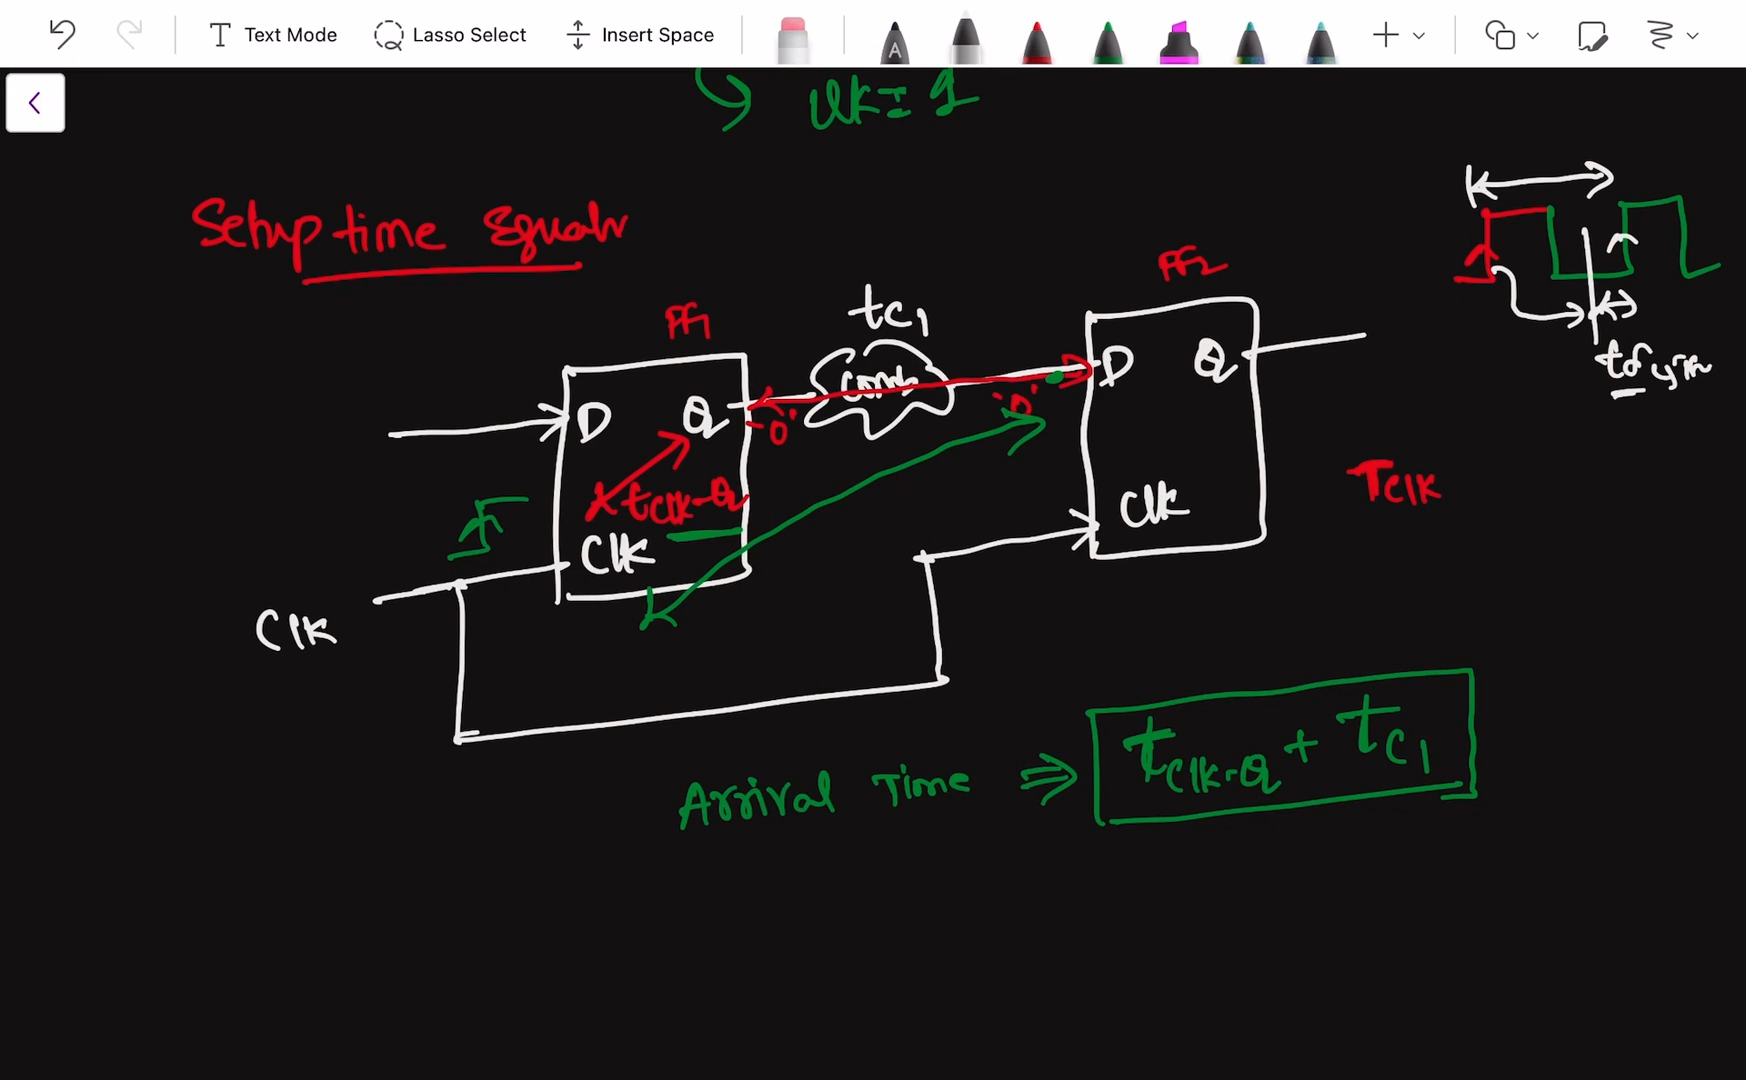 Text Mode
Lasso Select
Insert Space
A
Clk = 1
Setup time Equatn
FF1
FF2
tC1
Comb
D Q
D Q
'0'
'0'
tClk-Q
Clk
Clk
Clk
TClk
Arrival Time ⇒ tClk-Q + tC1